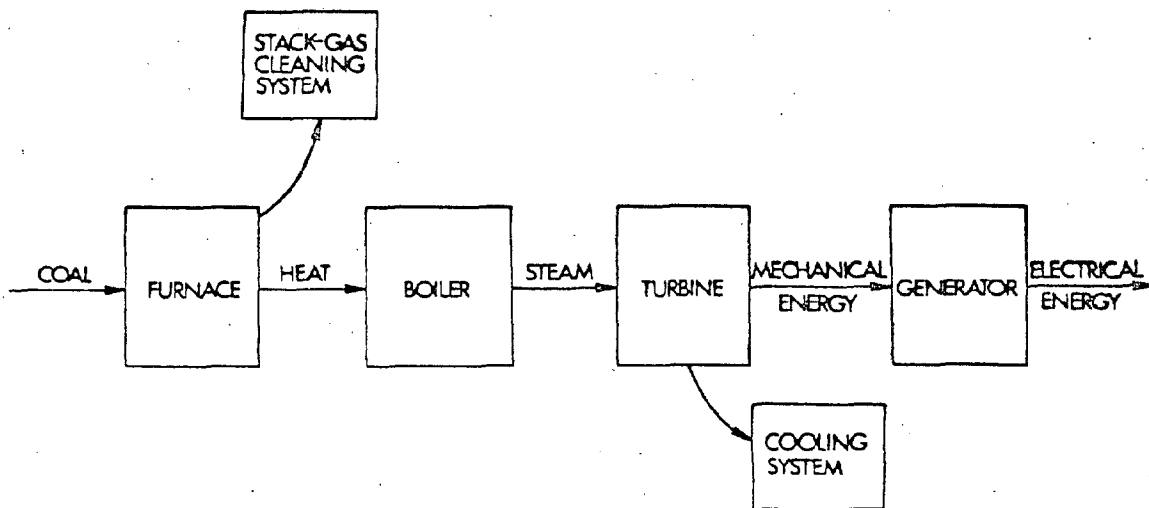 STACK-GAS
CLEANING
SYSTEM
COAL
FURNACE
HEAT
BOILER
STEAM
TURBINE
MECHANICAL
ENERGY
GENERATOR
ELECTRICAL
ENERGY
COOLING
SYSTEM